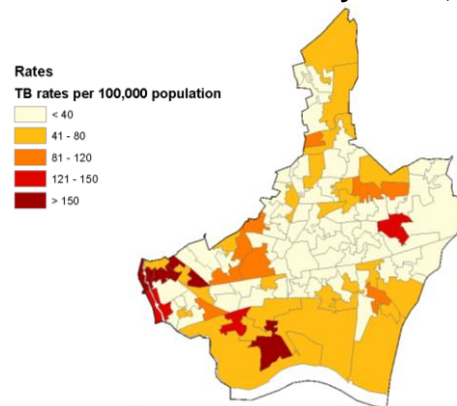 Rates
TB rates per 100,000 population
< 40
41 - 80
81 - 120
121 - 150
> 150